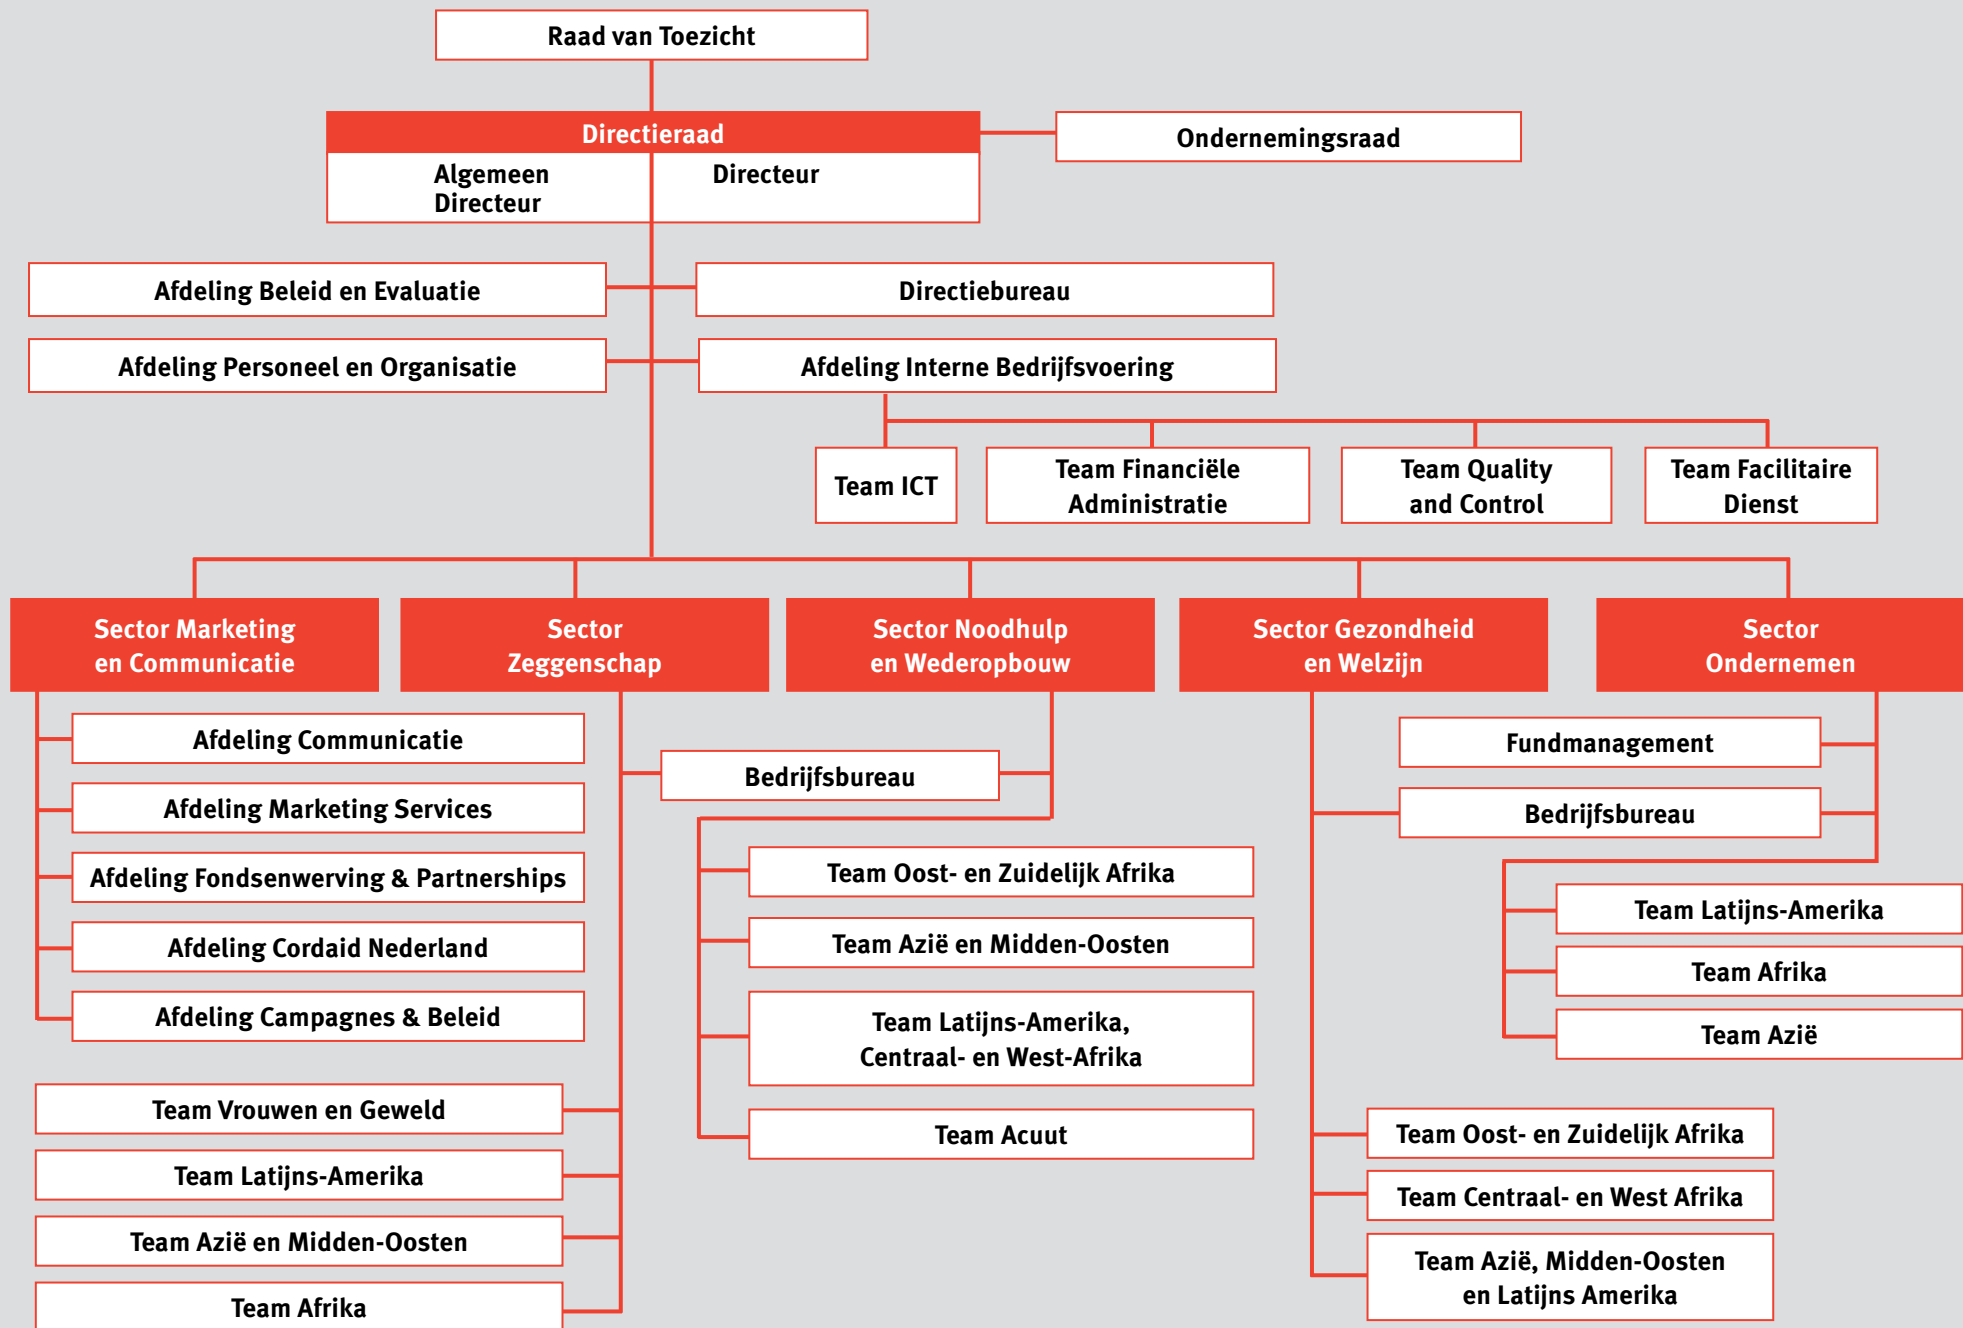 Raad van Toezicht
Directieraad
Ondernemingsraad
Algemeen
Directeur
Directeur
Afdeling Beleid en Evaluatie
Directiebureau
Afdeling Personeel en Organisatie
Afdeling Interne Bedrijfsvoering
Team ICT
Team Financiële
Administratie
Team Quality
and Control
Team Facilitaire
Dienst
Sector Marketing
en Communicatie
Sector
Zeggenschap
Sector Noodhulp
en Wederopbouw
Sector Gezondheid
en Welzijn
Sector
Ondernemen
Afdeling Communicatie
Afdeling Marketing Services
Afdeling Fondsenwerving & Partnerships
Afdeling Cordaid Nederland
Afdeling Campagnes & Beleid
Team Vrouwen en Geweld
Team Latijns-Amerika
Team Azië en Midden-Oosten
Team Afrika
Bedrijfsbureau
Team Oost- en Zuidelijk Afrika
Team Azië en Midden-Oosten
Team Latijns-Amerika,
Centraal- en West-Afrika
Team Acuut
Fundmanagement
Bedrijfsbureau
Team Latijns-Amerika
Team Afrika
Team Azië
Team Oost- en Zuidelijk Afrika
Team Centraal- en West Afrika
Team Azië, Midden-Oosten
en Latijns Amerika